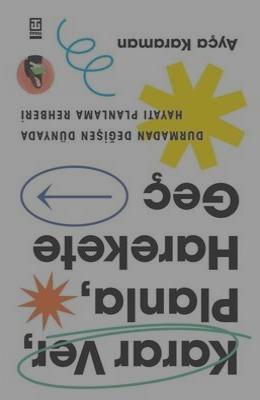 Karar Ver,
Planla,
Harekete
Geç
DURMADAN DEĞİŞEN DÜNYADA
HAYATI PLANLAMA REHBERİ
Ayça Karaman